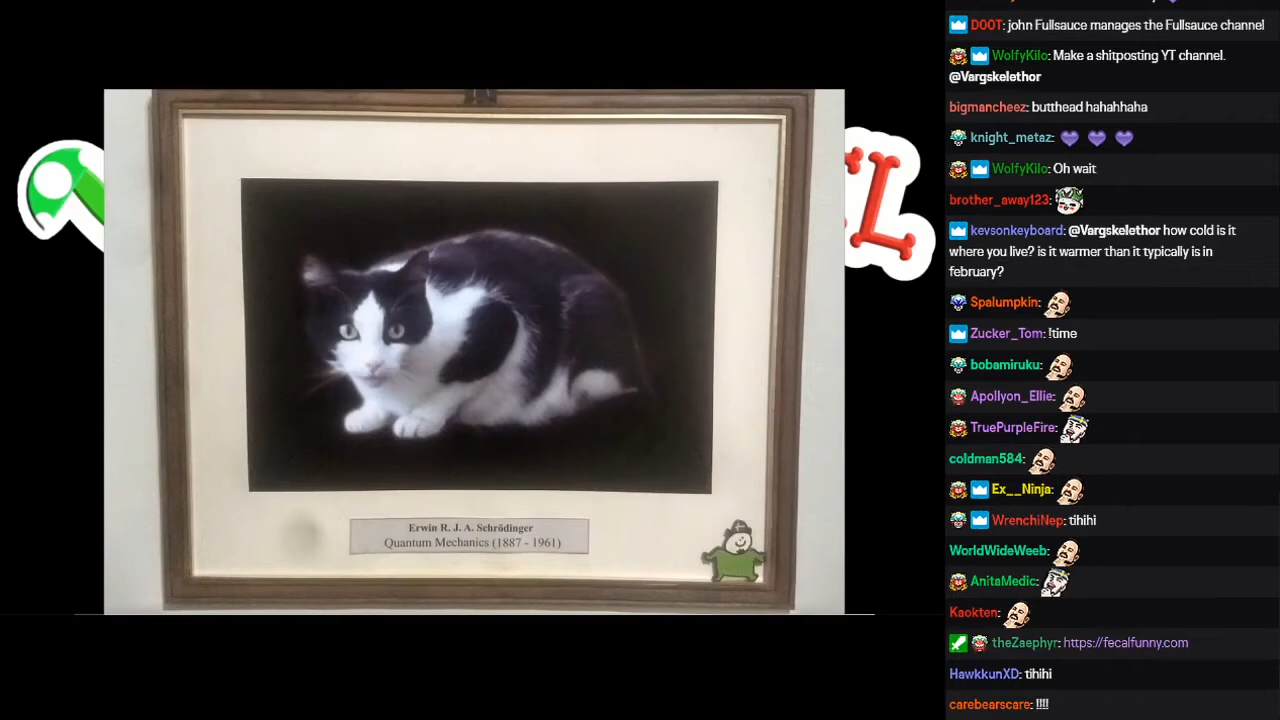 Erwin R. J. A. Schrödinger
Quantum Mechanics (1887 - 1961)
L
DOOT: john Fullsauce manages the Fullsauce channel
WolfyKilo: Make a shitposting YT channel.
@Vargskelethor
bigmancheez: butthead hahahhaha
knight_metaz:
WolfyKilo: Oh wait
brother_away123:
kevsonkeyboard: @Vargskelethor how cold is it
where you live? is it warmer than it typically is in
february?
Spalumpkin:
Zucker_Tom: !time
bobamiruku:
Apollyon_Ellie:
TruePurpleFire:
coldman584:
Ex__Ninja:
WrenchiNep: tihihi
WorldWideWeeb:
AnitaMedic:
Kaokten:
theZaephyr: https://fecalfunny.com
HawkkunXD: tihihi
carebearscare: !!!!